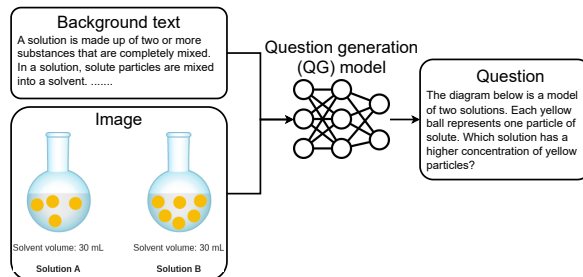 Background text
A solution is made up of two or more
substances that are completely mixed.
In a solution, solute particles are mixed
into a solvent. .......
Image
Solvent volume: 30 mL
Solvent volume: 30 mL
Solution A
Solution B
Question generation
(QG) model
Question
The diagram below is a model
of two solutions. Each yellow
ball represents one particle of
solute. Which solution has a
higher concentration of yellow
particles?